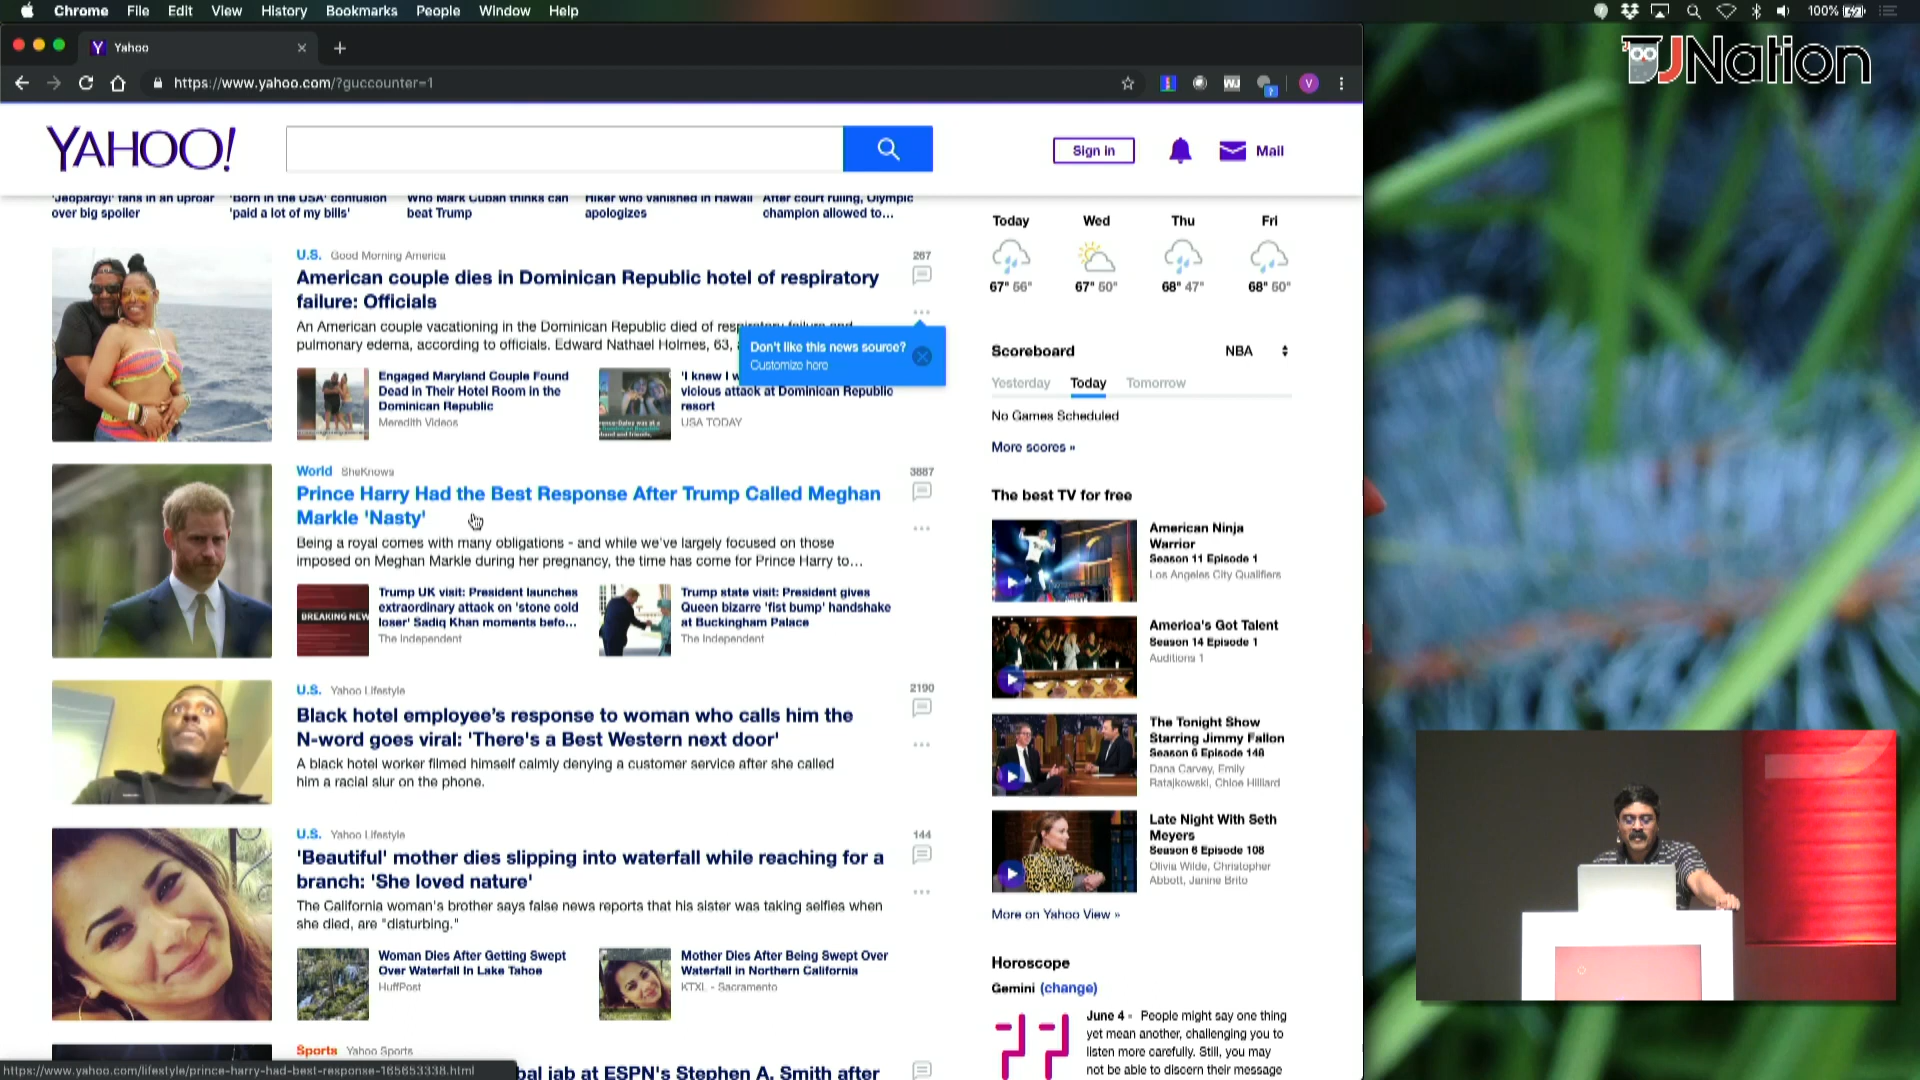 Chrome File Edit View History Bookmarks People Window Help
100%
UJNation
Yahoo
https://www.yahoo.com/?guccounter=1
YAHOO!
Sign in
Mail
'Jeopardy!' fans in an uproar over big spoiler
'Born in the USA' confusion 'paid a lot of my bills'
Who Mark Cuban thinks can beat Trump
Hiker who vanished in Hawaii apologizes
After court ruling, Olympic champion allowed to...
U.S. Good Morning America
267
American couple dies in Dominican Republic hotel of respiratory
failure: Officials
An American couple vacationing in the Dominican Republic died of respiratory failure and
pulmonary edema, according to officials. Edward Nathael Holmes, 63,
Don't like this news source?
Customize here
Engaged Maryland Couple Found
Dead in Their Hotel Room in the
Dominican Republic
Meredith Videos
'I knew I w
vicious attack at Dominican Republic
resort
USA TODAY
World SheKnows
3887
Prince Harry Had the Best Response After Trump Called Meghan
Markle 'Nasty'
Being a royal comes with many obligations - and while we've largely focused on those
imposed on Meghan Markle during her pregnancy, the time has come for Prince Harry to...
BREAKING NEW
Trump UK visit: President launches
extraordinary attack on 'stone cold
loser' Sadiq Khan moments befo...
The Independent
Trump state visit: President gives
Queen bizarre 'fist bump' handshake
at Buckingham Palace
The Independent
U.S. Yahoo Lifestyle
2190
Black hotel employee's response to woman who calls him the
N-word goes viral: 'There's a Best Western next door'
A black hotel worker filmed himself calmly denying a customer service after she called
him a racial slur on the phone.
U.S. Yahoo Lifestyle
144
'Beautiful' mother dies slipping into waterfall while reaching for a
branch: 'She loved nature'
The California woman's brother says false news reports that his sister was taking selfies when
she died, are "disturbing."
Woman Dies After Getting Swept
Over Waterfall In Lake Tahoe
HuffPost
Mother Dies After Being Swept Over
Waterfall in Northern California
KTXL - Sacramento
Sports Yahoo Sports
bal jab at ESPN's Stephen A. Smith after
https://www.yahoo.com/lifestyle/prince-harry-had-best-response-165653338.html
Today Wed Thu Fri
67° 56° 67° 50° 68° 47° 68° 50°
Scoreboard NBA
Yesterday Today Tomorrow
No Games Scheduled
More scores »
The best TV for free
American Ninja
Warrior
Season 11 Episode 1
Los Angeles City Qualifiers
America's Got Talent
Season 14 Episode 1
Auditions 1
The Tonight Show
Starring Jimmy Fallon
Season 6 Episode 148
Dana Carvey, Emily
Ratajkowski, Chloe Hilliard
Late Night With Seth
Meyers
Season 6 Episode 108
Olivia Wilde, Christopher
Abbott, Janine Brito
More on Yahoo View »
Horoscope
Gemini (change)
June 4 - People might say one thing
yet mean another, challenging you to
listen more carefully. Still, you may
not be able to discern their message